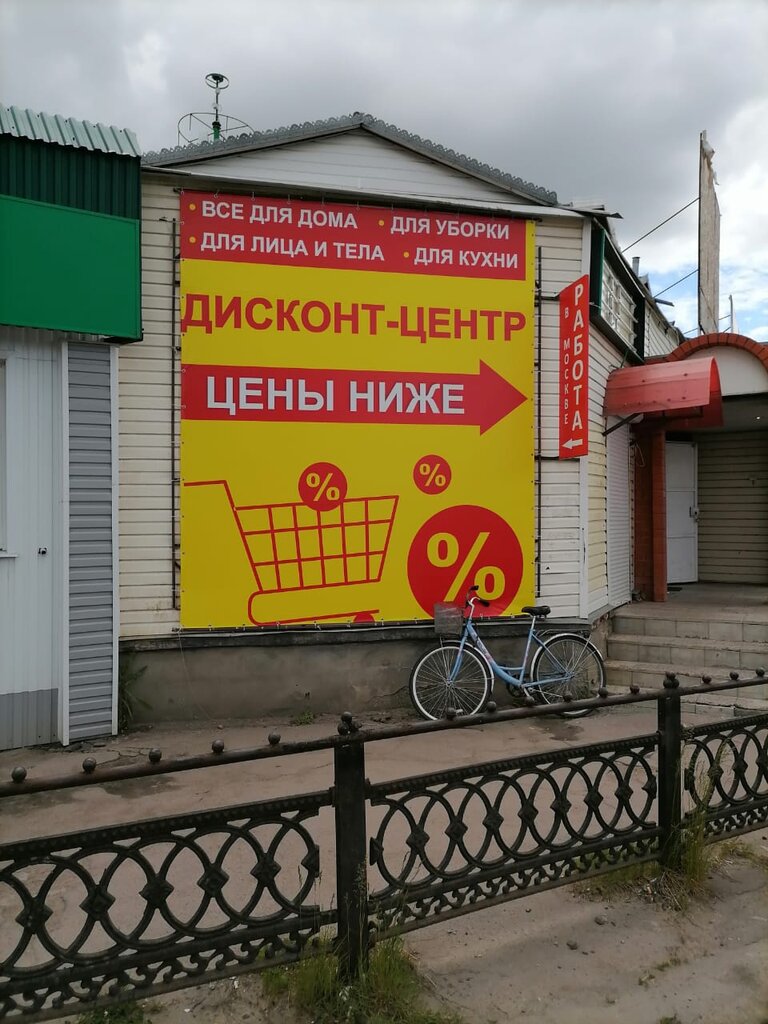 • ВСЕ ДЛЯ ДОМА • ДЛЯ УБОРКИ
• ДЛЯ ЛИЦА И ТЕЛА • ДЛЯ КУХНИ
ДИСКОНТ-ЦЕНТР
ЦЕНЫ НИЖЕ
%
%
%
РАБОТА
В МОСКВЕ